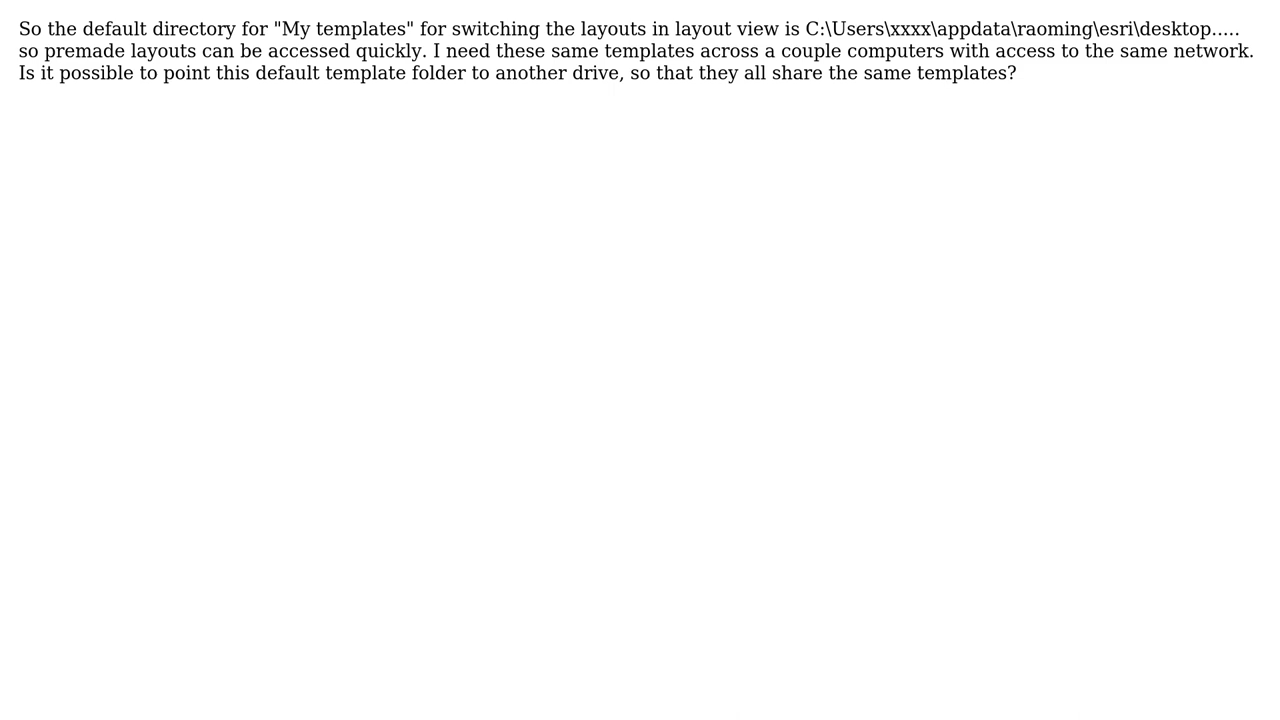 So the default directory for "My templates" for switching the layouts in layout view is C:\Users\xxxx\appdata\raoming\esri\desktop.....
so premade layouts can be accessed quickly. I need these same templates across a couple computers with access to the same network.
Is it possible to point this default template folder to another drive, so that they all share the same templates?